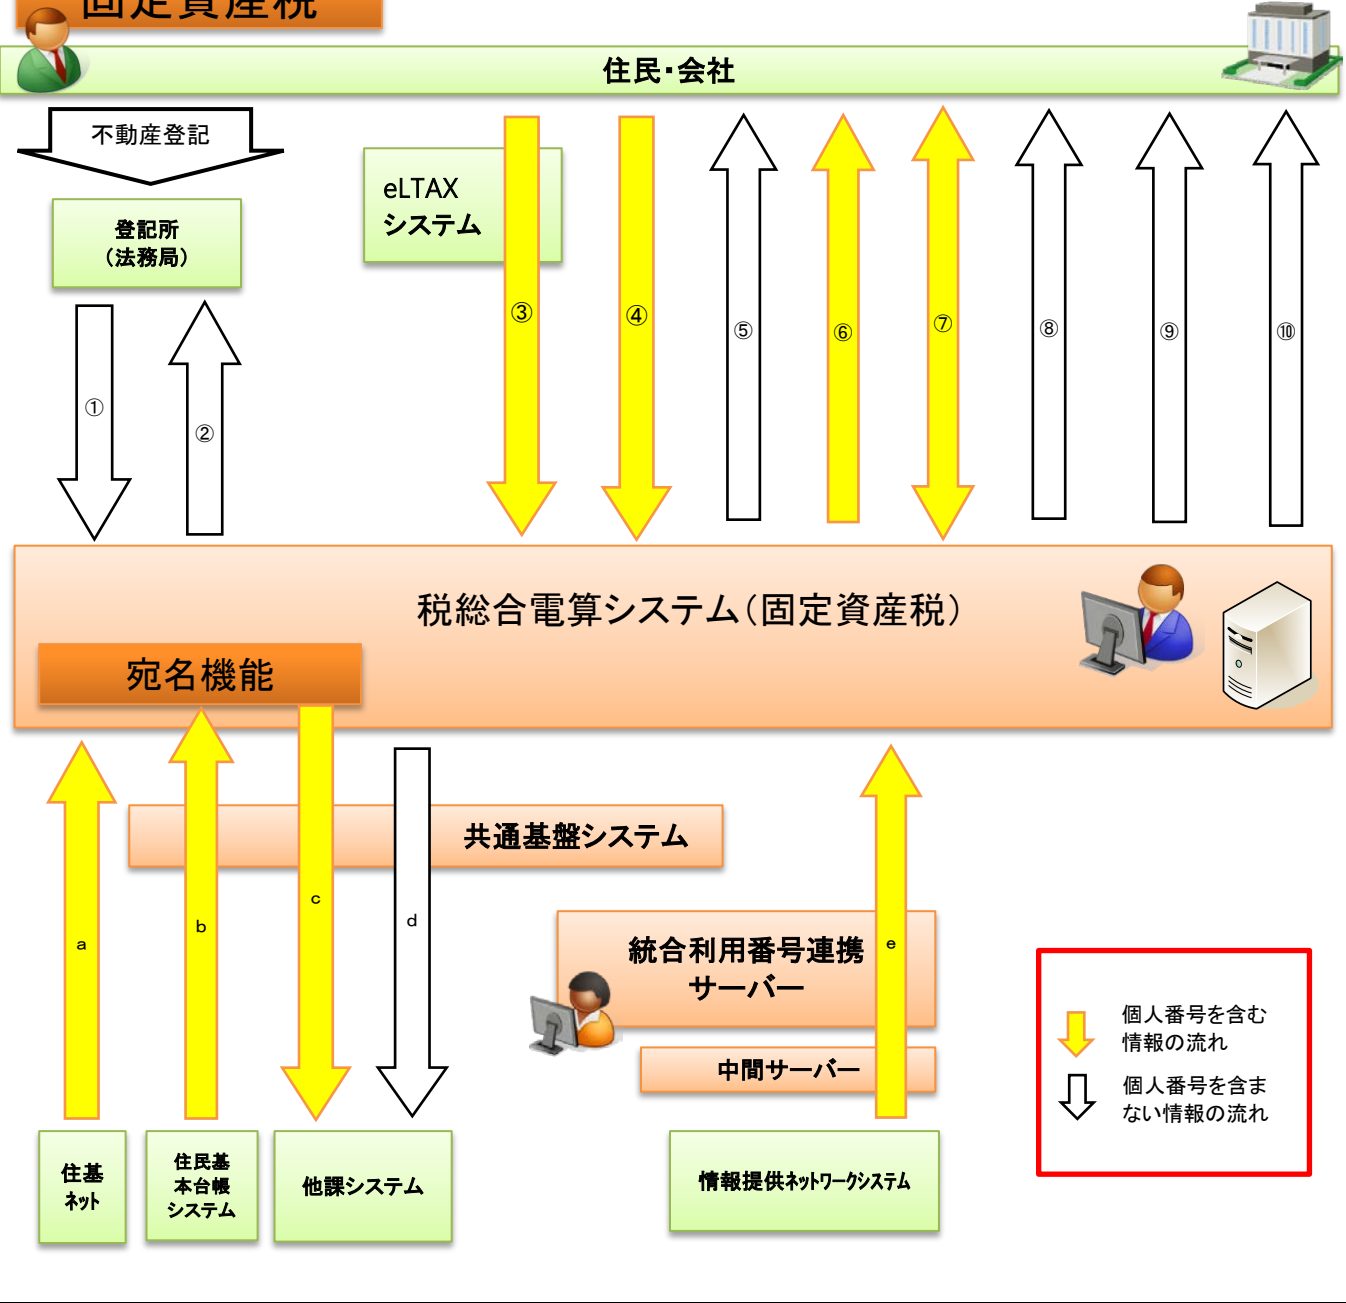 固定資産税
住民・会社
不動産登記
登記所
（法務局）
eLTAX
システム
①
②
③
④
⑤
⑥
⑦
⑧
⑨
⑩
税総合電算システム（固定資産税）
宛名機能
共通基盤システム
a
b
c
d
e
統合利用番号連携
サーバー
中間サーバー
住基
ネット
住民基
本台帳
システム
他課システム
情報提供ネットワークシステム
個人番号を含む
情報の流れ
個人番号を含ま
ない情報の流れ